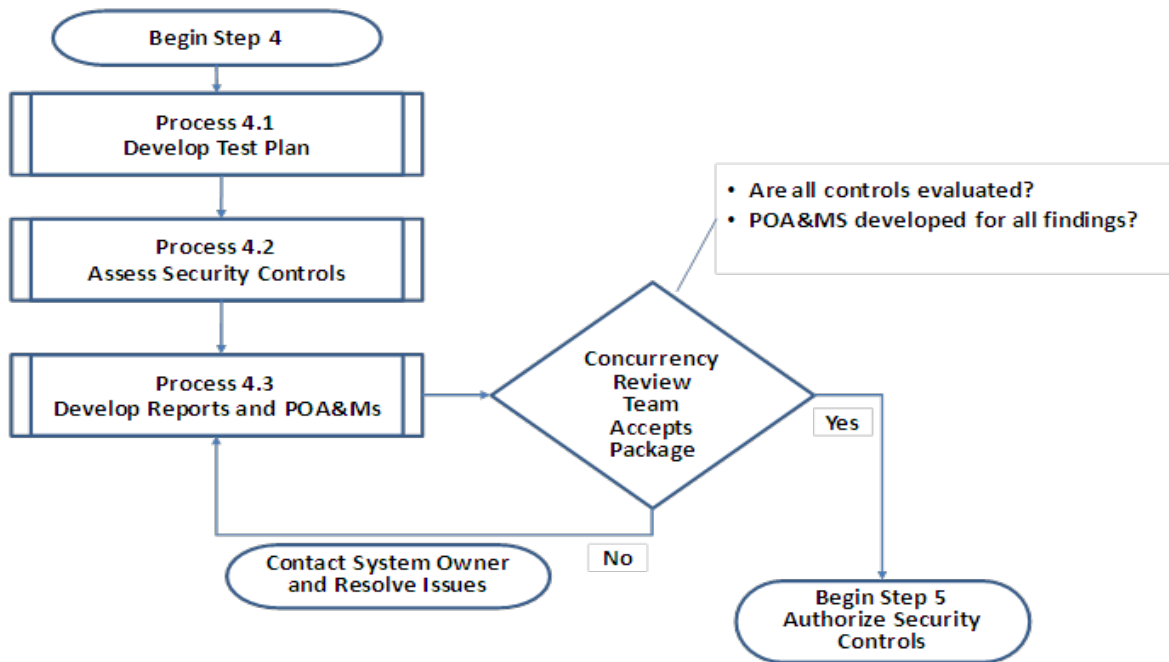 Begin Step 4
Process 4.1
Develop Test Plan
• Are all controls evaluated?
• POA&MS developed for all findings?
Process 4.2
Assess Security Controls
Process 4.3
Develop Reports and POA&Ms
Concurrency
Review
Team
Accepts
Package
Yes
No
Contact System Owner
and Resolve Issues
Begin Step 5
Authorize Security
Controls